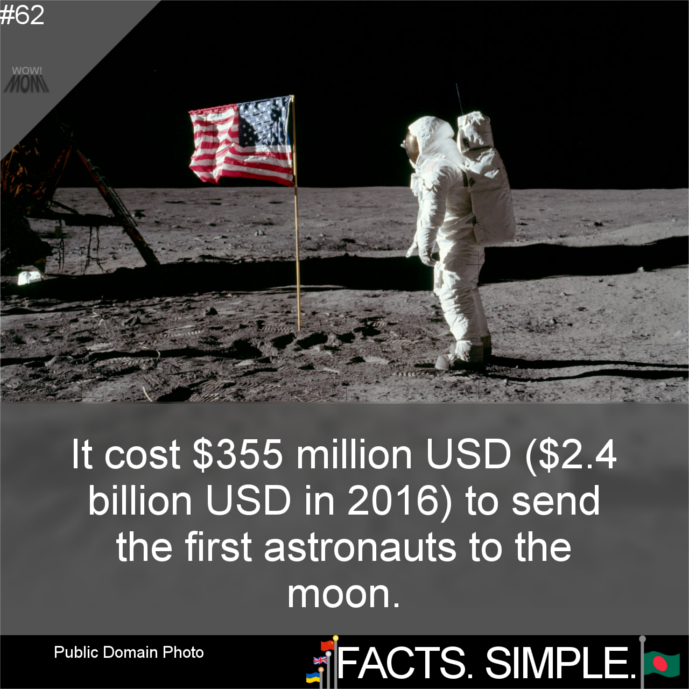 #62
WOW!
MOM!
It cost $355 million USD ($2.4
billion USD in 2016) to send
the first astronauts to the
moon.
Public Domain Photo
FACTS. SIMPLE.